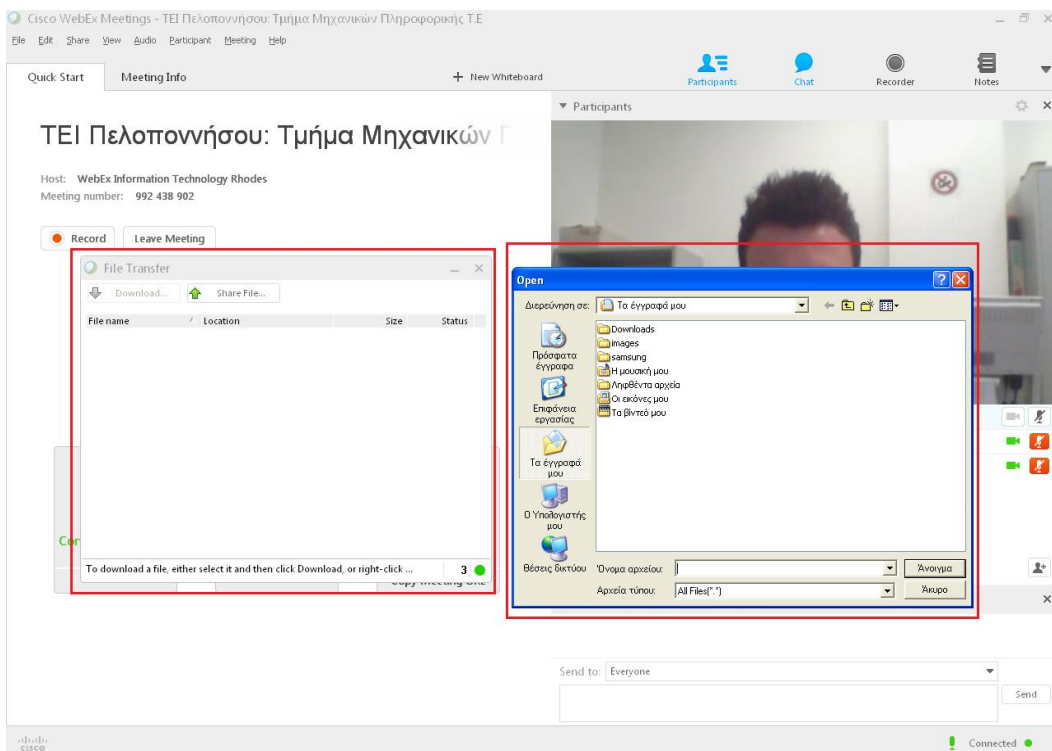 Cisco WebEx Meetings - ΤΕΙ Πελοποννήσου: Τμήμα Μηχανικών Πληροφορικής Τ.Ε
File Edit Share View Audio Participant Meeting Help
Quick Start
Meeting Info
+ New Whiteboard
Participants
Chat
Recorder
Notes
Participants
ΤΕΙ Πελοποννήσου: Τμήμα Μηχανικών
Host: WebEx Information Technology Rhodes
Meeting number: 992 438 902
Record
Leave Meeting
File Transfer
Download...
Share File...
File name / Location Size Status
To download a file, either select it and then click Download, or right-click ... 3
Open
Διερεύνηση σε: Τα έγγραφά μου
Πρόσφατα έγγραφα
Επιφάνεια εργασίας
Τα έγγραφά μου
Ο Υπολογιστής μου
Θέσεις δικτύου
Downloads
images
samsung
Η μουσική μου
Ληφθέντα αρχεία
Οι εικόνες μου
Τα βίντεό μου
Όνομα αρχείου:
Άνοιγμα
Αρχεία τύπου: All Files(*.*)
Άκυρο
Send to: Everyone
Send
cisco
Connected